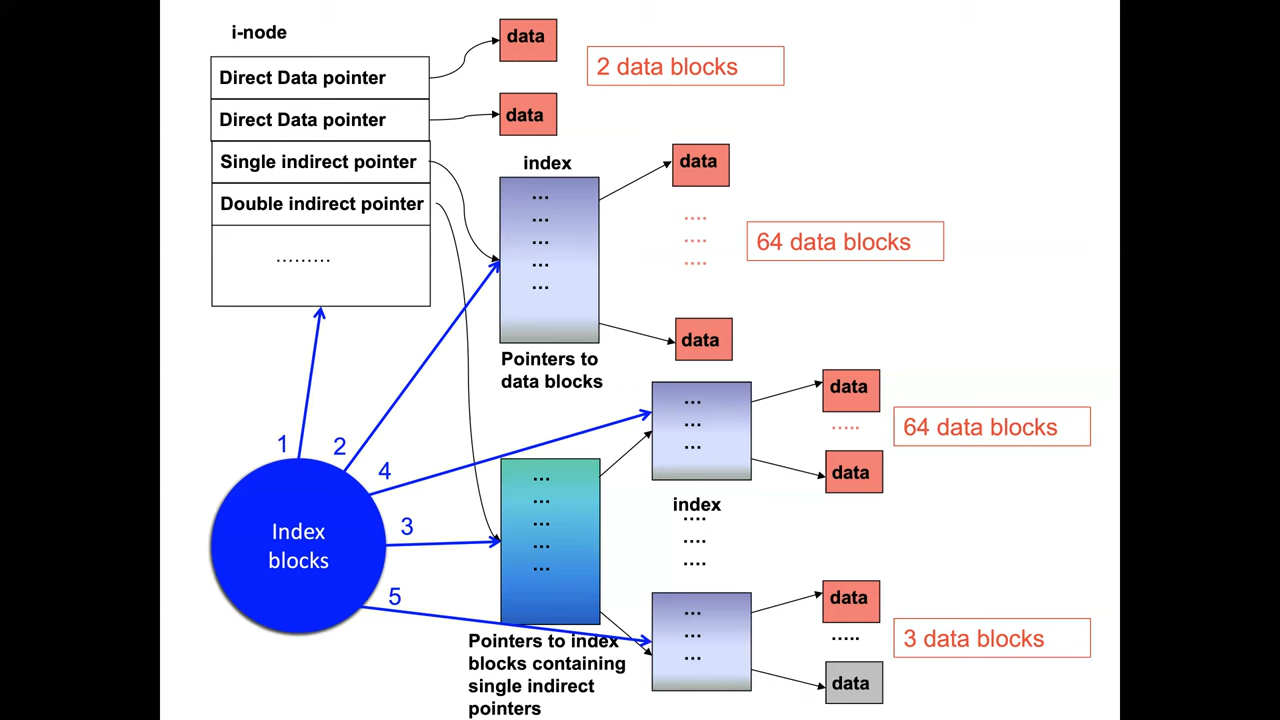 i-node
Direct Data pointer
Direct Data pointer
Single indirect pointer
Double indirect pointer
.........
data
data
2 data blocks
index
...
...
...
...
...
Pointers to
data blocks
data
....
....
....
data
64 data blocks
1
2
4
3
5
Index
blocks
...
...
...
...
...
Pointers to index
blocks containing
single indirect
pointers
...
...
...
index
....
....
....
...
...
...
data
.....
data
64 data blocks
data
.....
data
3 data blocks